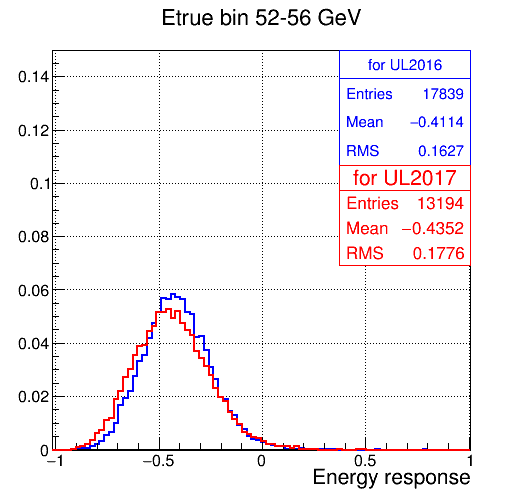 Etrue bin 52-56 GeV
for UL2016
Entries 17839
Mean −0.4114
RMS 0.1627
for UL2017
Entries 13194
Mean −0.4352
RMS 0.1776
0.14
0.12
0.1
0.08
0.06
0.04
0.02
0
−1 −0.5 0 0.5 1
Energy response